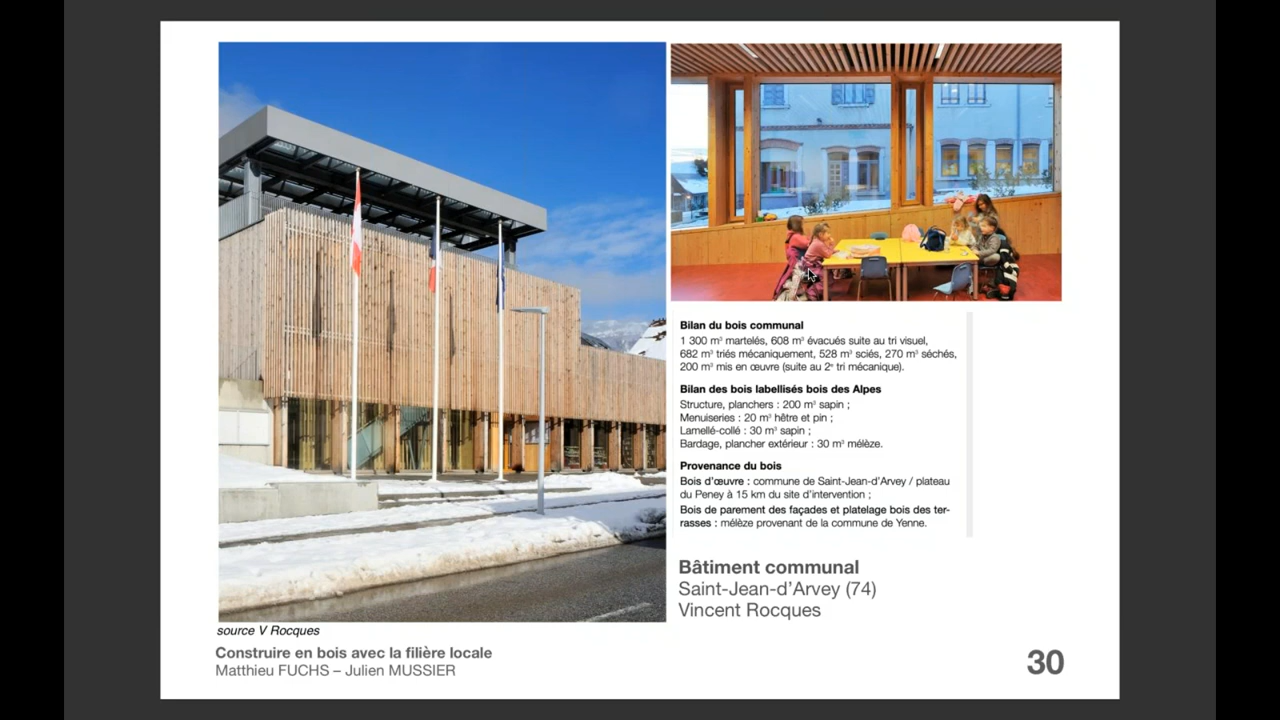 Bilan du bois communal
1 300 m³ martelés, 608 m³ évacués suite au tri visuel,
682 m³ triés mécaniquement, 528 m³ sciés, 270 m³ séchés,
200 m³ mis en œuvre (suite au 2ᵉ tri mécanique).
Bilan des bois labellisés bois des Alpes
Structure, planchers : 200 m³ sapin ;
Menuiseries : 20 m³ hêtre et pin ;
Lamellé-collé : 30 m³ sapin ;
Bardage, plancher extérieur : 30 m³ mélèze.
Provenance du bois
Bois d’œuvre : commune de Saint-Jean-d’Arvey / plateau
du Peney à 15 km du site d’intervention ;
Bois de parement des façades et platelage bois des ter-
rasses : mélèze provenant de la commune de Yenne.
Bâtiment communal
Saint-Jean-d’Arvey (74)
Vincent Rocques
source V Rocques
Construire en bois avec la filière locale
Matthieu FUCHS – Julien MUSSIER
30